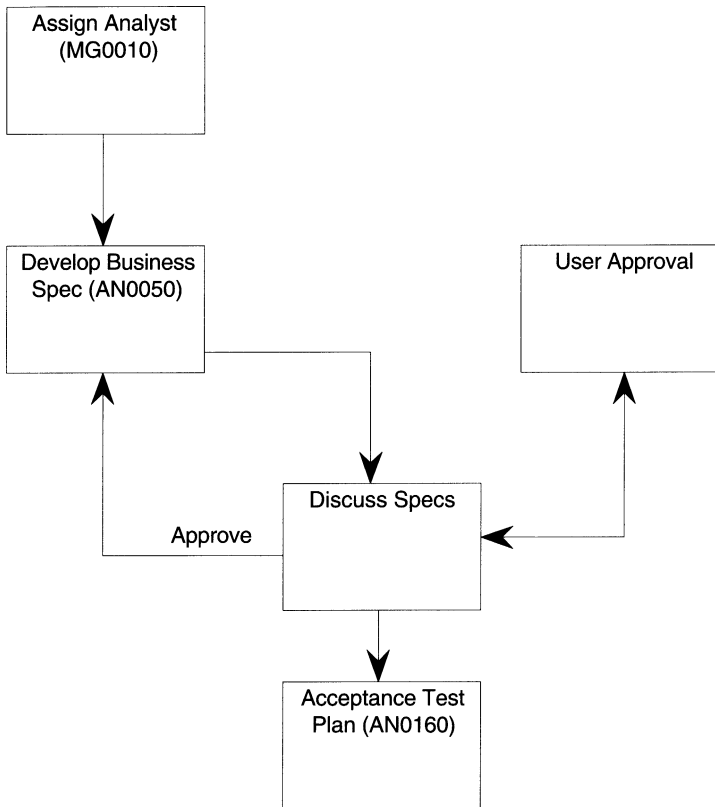 Assign Analyst
(MG0010)
Develop Business
Spec (AN0050)
User Approval
Discuss Specs
Approve
Acceptance Test
Plan (AN0160)